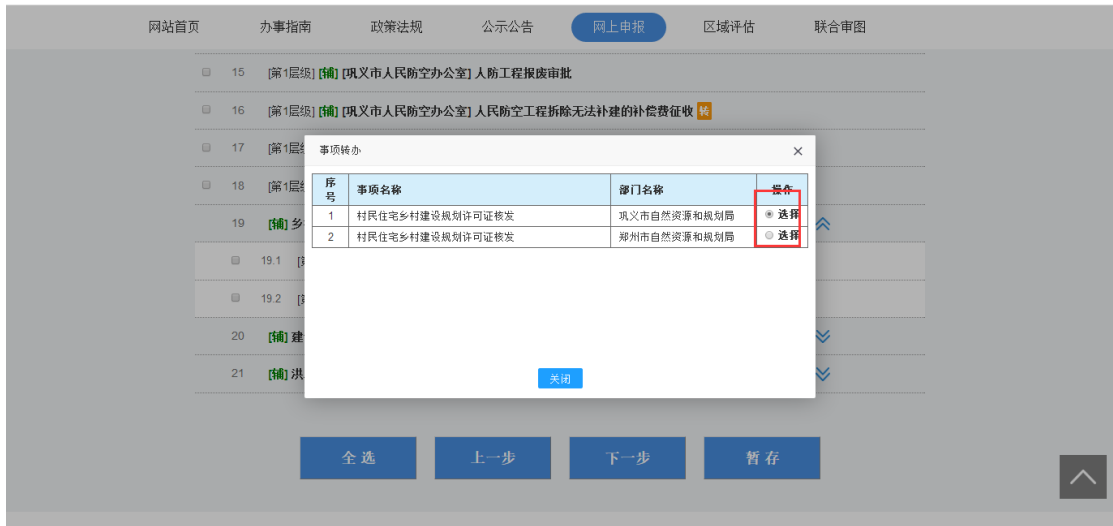 网站首页 办事指南 政策法规 公示公告 网上申报 区域评估 联合审图
15 [第1层级] [辅] [巩义市人民防空办公室] 人防工程报废审批
16 [第1层级] [辅] [巩义市人民防空办公室] 人民防空工程拆除无法补建的补偿费征收 转
17 [第1层
事项转办 ×
18 [第1层
序号 事项名称 部门名称 操作
1 村民住宅乡村建设规划许可证核发 巩义市自然资源和规划局 选择
2 村民住宅乡村建设规划许可证核发 郑州市自然资源和规划局 选择
19 [辅] 乡
19.1
19.2
20 [辅] 建
21 [辅] 洪
关闭
全选 上一步 下一步 暂存